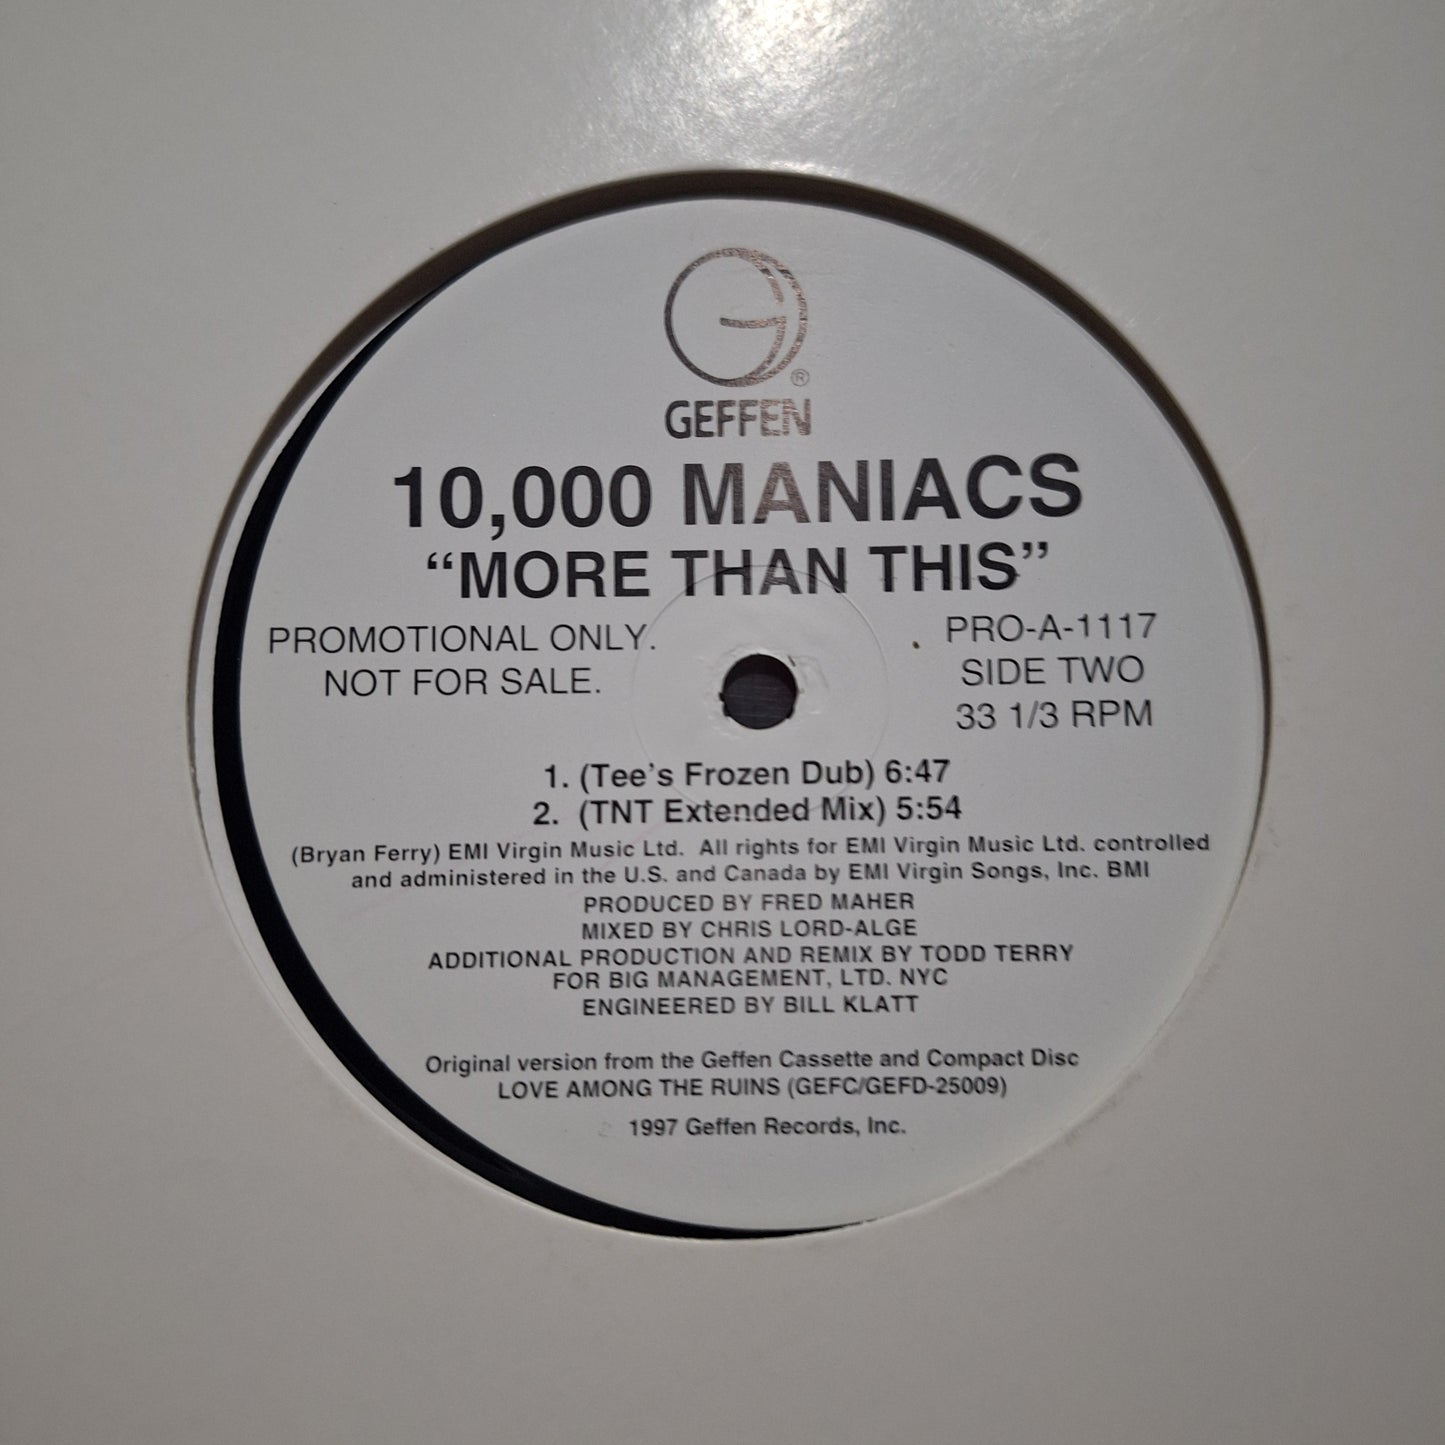 ®
GEFFEN
10,000 MANIACS
“MORE THAN THIS”
PROMOTIONAL ONLY.
NOT FOR SALE.
PRO-A-1117
SIDE TWO
33 1/3 RPM
1. (Tee's Frozen Dub) 6:47
2. (TNT Extended Mix) 5:54
(Bryan Ferry) EMI Virgin Music Ltd. All rights for EMI Virgin Music Ltd. controlled
and administered in the U.S. and Canada by EMI Virgin Songs, Inc. BMI
PRODUCED BY FRED MAHER
MIXED BY CHRIS LORD-ALGE
ADDITIONAL PRODUCTION AND REMIX BY TODD TERRY
FOR BIG MANAGEMENT, LTD. NYC
ENGINEERED BY BILL KLATT
Original version from the Geffen Cassette and Compact Disc
LOVE AMONG THE RUINS (GEFC/GEFD-25009)
1997 Geffen Records, Inc.